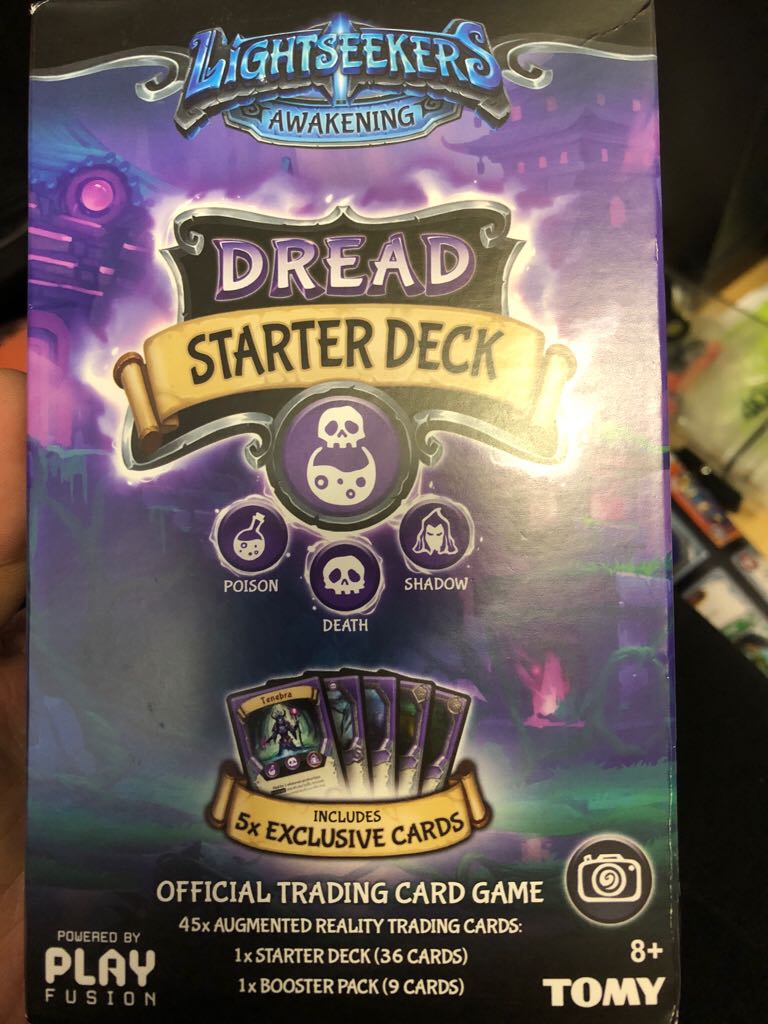 LIGHTSEEKERS
AWAKENING
DREAD
STARTER DECK
POISON
DEATH
SHADOW
Tenebra
INCLUDES
5x EXCLUSIVE CARDS
OFFICIAL TRADING CARD GAME
45x AUGMENTED REALITY TRADING CARDS:
1x STARTER DECK (36 CARDS)
1x BOOSTER PACK (9 CARDS)
POWERED BY
PLAY
FUSION
8+
TOMY